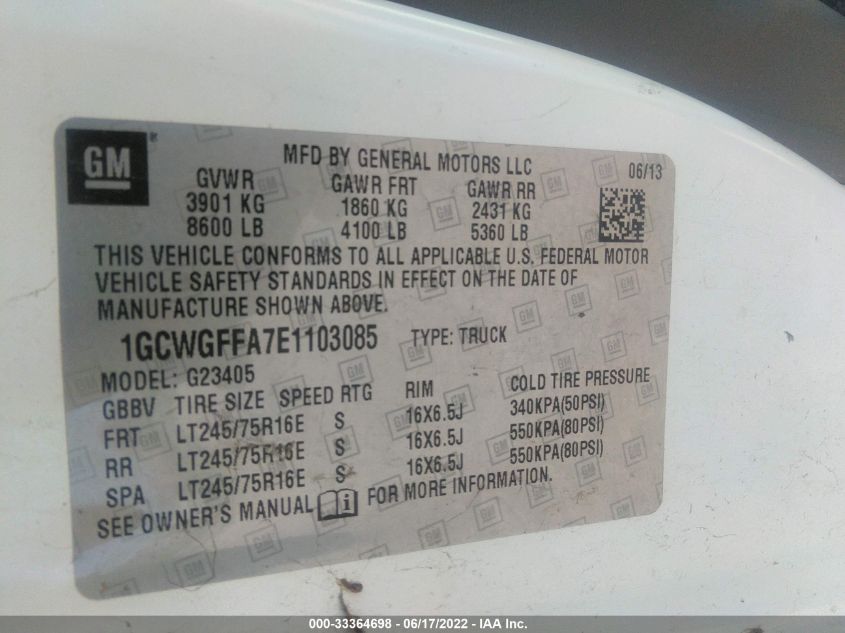 GM
MFD BY GENERAL MOTORS LLC 06/13
GVWR GAWR FRT GAWR RR
3901 KG 1860 KG 2431 KG
8600 LB 4100 LB 5360 LB
THIS VEHICLE CONFORMS TO ALL APPLICABLE U.S. FEDERAL MOTOR
VEHICLE SAFETY STANDARDS IN EFFECT ON THE DATE OF
MANUFACTURE SHOWN ABOVE.
1GCWGFFA7E1103085 TYPE: TRUCK
MODEL: G23405
GBBV TIRE SIZE SPEED RTG RIM COLD TIRE PRESSURE
FRT LT245/75R16E S 16X6.5J 340KPA(50PSI)
RR LT245/75R16E S 16X6.5J 550KPA(80PSI)
SPA LT245/75R16E S 16X6.5J 550KPA(80PSI)
SEE OWNER'S MANUAL i FOR MORE INFORMATION.
000-33364698 - 06/17/2022 - IAA Inc.